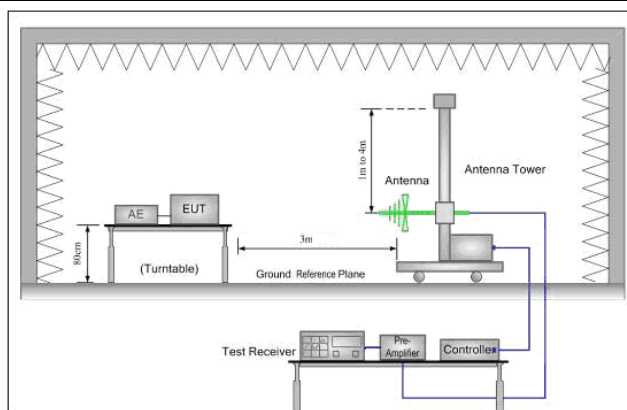 1m to 4m
Antenna Tower
Antenna
AE
EUT
3m
80cm
(Turntable)
Ground Reference Plane
Test Receiver
Pre-
Amplifier
Controller